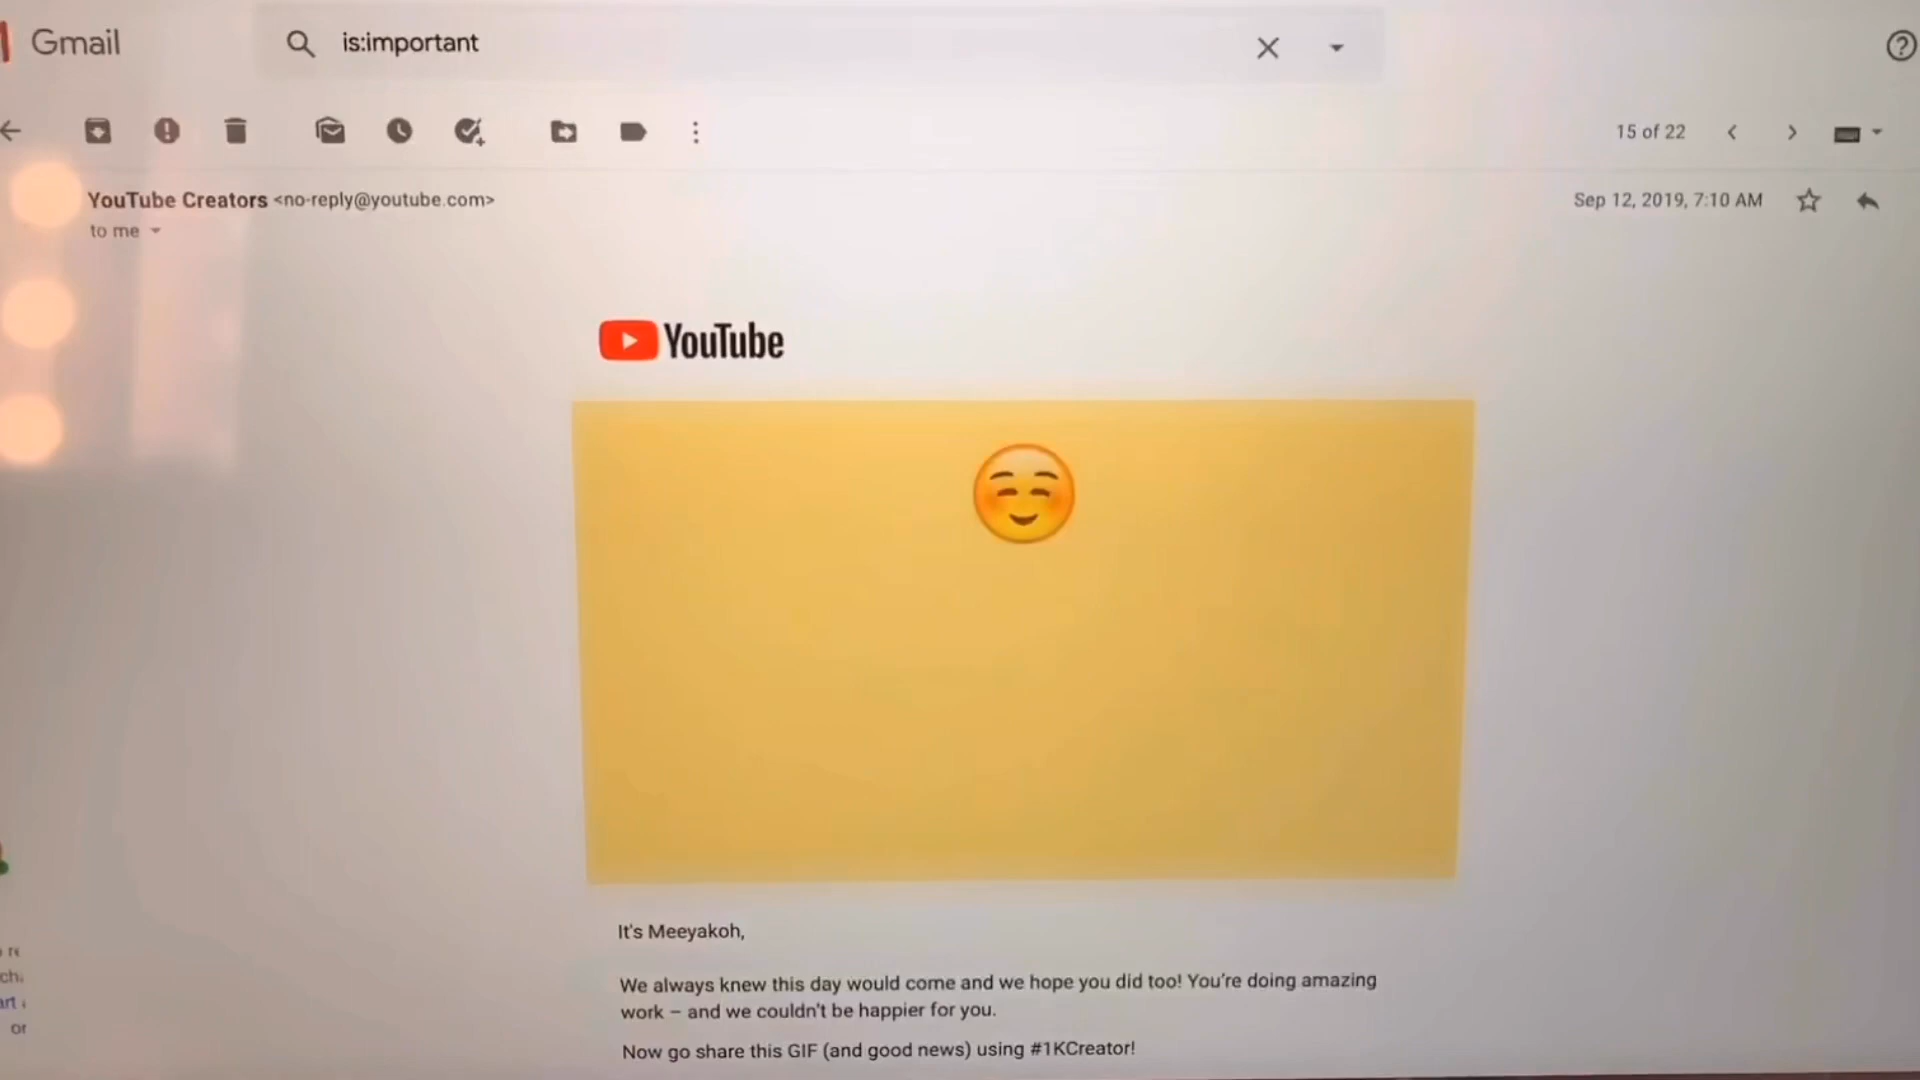 Gmail
is:important
15 of 22
YouTube Creators <no-reply@youtube.com>
Sep 12, 2019, 7:10 AM
to me
YouTube
It's Meeyakoh,
We always knew this day would come and we hope you did too! You're doing amazing
work – and we couldn't be happier for you.
Now go share this GIF (and good news) using #1KCreator!